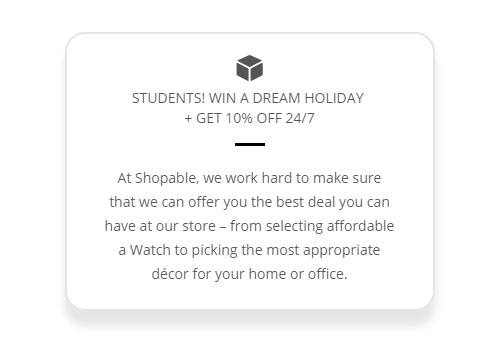 STUDENTS! WIN A DREAM HOLIDAY
+ GET 10% OFF 24/7
At Shopable, we work hard to make sure
that we can offer you the best deal you can
have at our store – from selecting affordable
a Watch to picking the most appropriate
décor for your home or office.